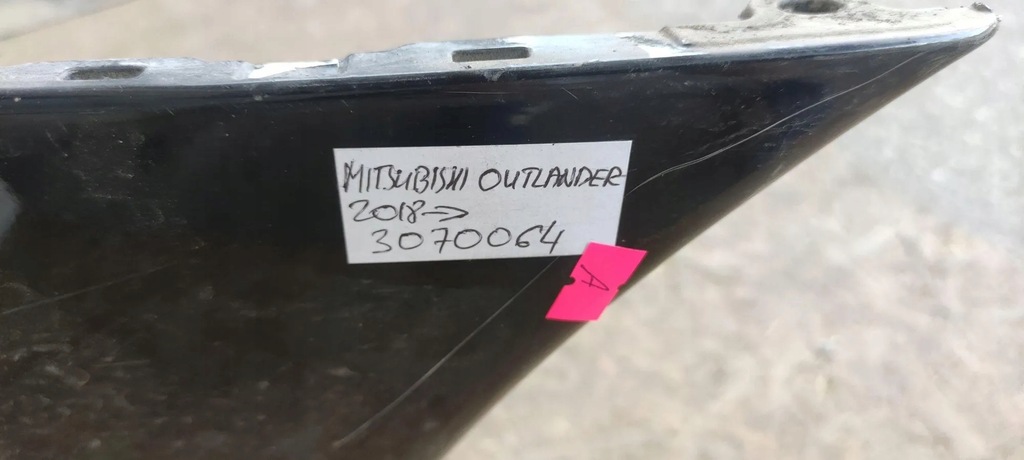 MITSUBISHI OUTLANDER
2018->
3070064
A